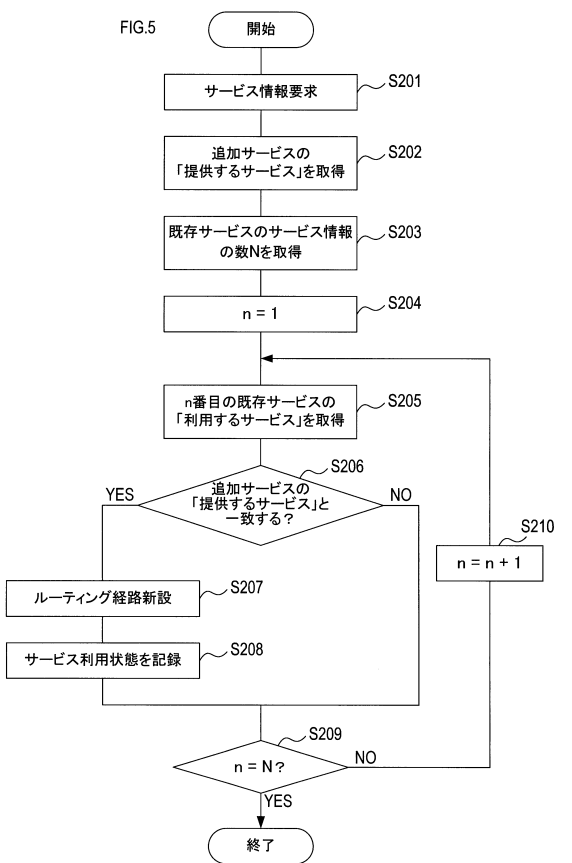 FIG.5
開始
サービス情報要求
S201
追加サービスの
「提供するサービス」を取得
S202
既存サービスのサービス情報
の数Nを取得
S203
n = 1
S204
n番目の既存サービスの
「利用するサービス」を取得
S205
S206
追加サービスの
「提供するサービス」と
一致する?
YES
NO
S210
n = n + 1
ルーティング経路新設
S207
サービス利用状態を記録
S208
S209
n = N?
NO
YES
終了